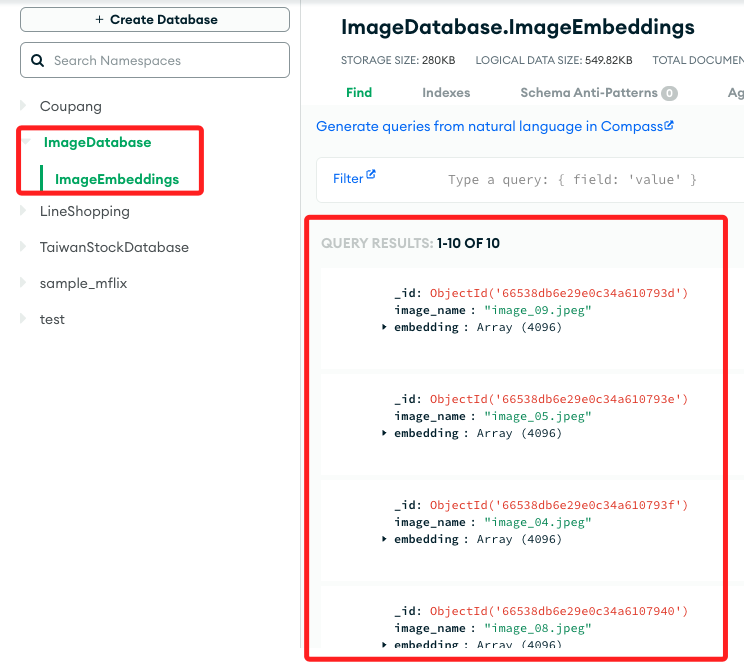 + Create Database
Search Namespaces
Coupang
ImageDatabase
ImageEmbeddings
LineShopping
TaiwanStockDatabase
sample_mflix
test
ImageDatabase.ImageEmbeddings
STORAGE SIZE: 280KB LOGICAL DATA SIZE: 549.82KB TOTAL DOCUMEN
Find Indexes Schema Anti-Patterns 0 Ag
Generate queries from natural language in Compass
Filter Type a query: { field: 'value' }
QUERY RESULTS: 1-10 OF 10
_id: ObjectId('66538db6e29e0c34a610793d')
image_name : "image_09.jpeg"
embedding : Array (4096)
_id: ObjectId('66538db6e29e0c34a610793e')
image_name : "image_05.jpeg"
embedding : Array (4096)
_id: ObjectId('66538db6e29e0c34a610793f')
image_name : "image_04.jpeg"
embedding : Array (4096)
_id: ObjectId('66538db6e29e0c34a6107940')
image_name : "image_08.jpeg"
embedding : Array (4096)